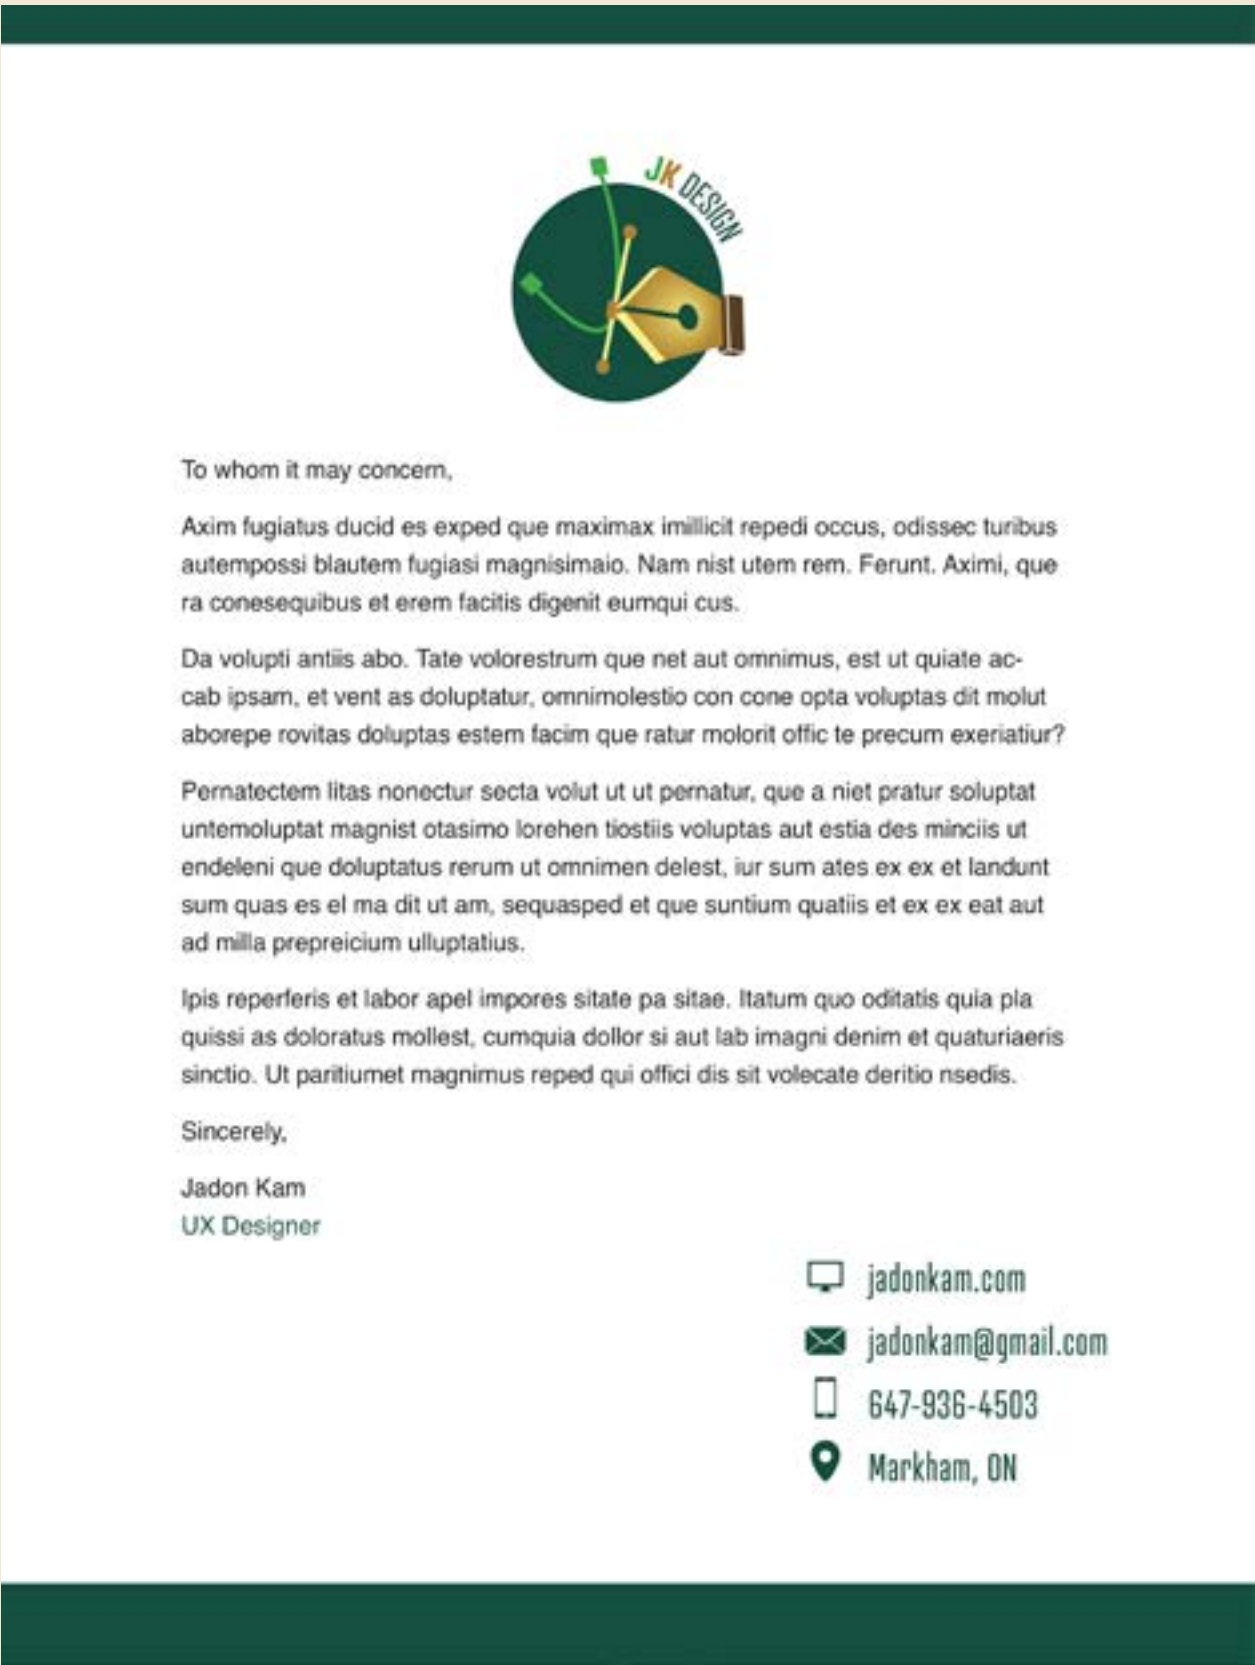 JK DESIGN
To whom it may concern,
Axim fugiatus ducid es exped que maximax imillicit repedi occus, odissec turibus
autempossi blautem fugiasi magnisimaio. Nam nist utem rem. Ferunt. Aximi, que
ra conesequibus et erem facitis digenit eumqui cus.
Da volupti antiis abo. Tate volorestrum que net aut omnimus, est ut quiate ac-
cab ipsam, et vent as doluptatur, omnimolestio con cone opta voluptas dit molut
aborepe rovitas doluptas estem facim que ratur molorit offic te precum exeriatiur?
Pernatectem litas nonectur secta volut ut ut pernatur, que a niet pratur soluptat
untemoluptat magnist otasimo lorehen tiostiis voluptas aut estia des minciis ut
endeleni que doluptatus rerum ut omnimen delest, iur sum ates ex ex et landunt
sum quas es el ma dit ut am, sequasped et que suntium quatiis et ex ex eat aut
ad milla prepreicium ulluptatius.
Ipis reperferis et labor apel impores sitate pa sitae. Itatum quo oditatis quia pla
quissi as doloratus mollest, cumquia dollor si aut lab imagni denim et quaturiaeris
sinctio. Ut paritiumet magnimus reped qui offici dis sit volecate deritio nsedis.
Sincerely,
Jadon Kam
UX Designer
jadonkam.com
jadonkam@gmail.com
647-936-4503
Markham, ON